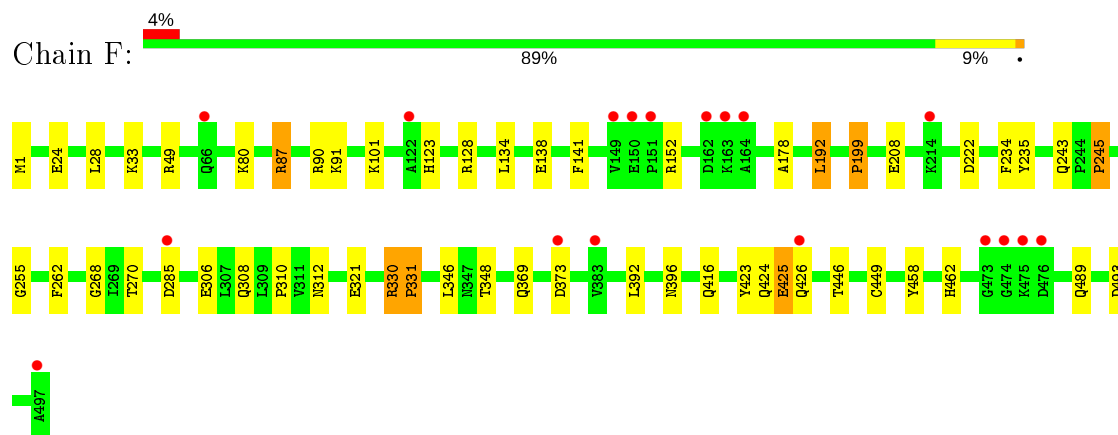 4%
Chain F:
89% 9% •
M1 E24 L28 K33 R49 Q66 K80 R87 R90 K91 K101 A122 H123 R128 L134 E138 F141 V149 E150 P151 R152 D162 K163 A164 A178 L192 P199 E208 K214 D222 F234 Y235 Q243 P244 P245
G255 F262 G268 I269 T270 D285 E306 L307 Q308 L309 P310 V311 N312 E321 R330 P331 L346 N347 T348 Q369 D373 V383 L392 N396 Q416 Y423 Q424 E425 Q426 T446 C449 Y458 H462 G473 G474 K475 D476 Q489
A497